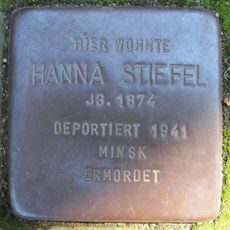 HIER WOHNTE
HANNA STIEFEL
JG. 1874
DEPORTIERT 1941
MINSK
ERMORDET